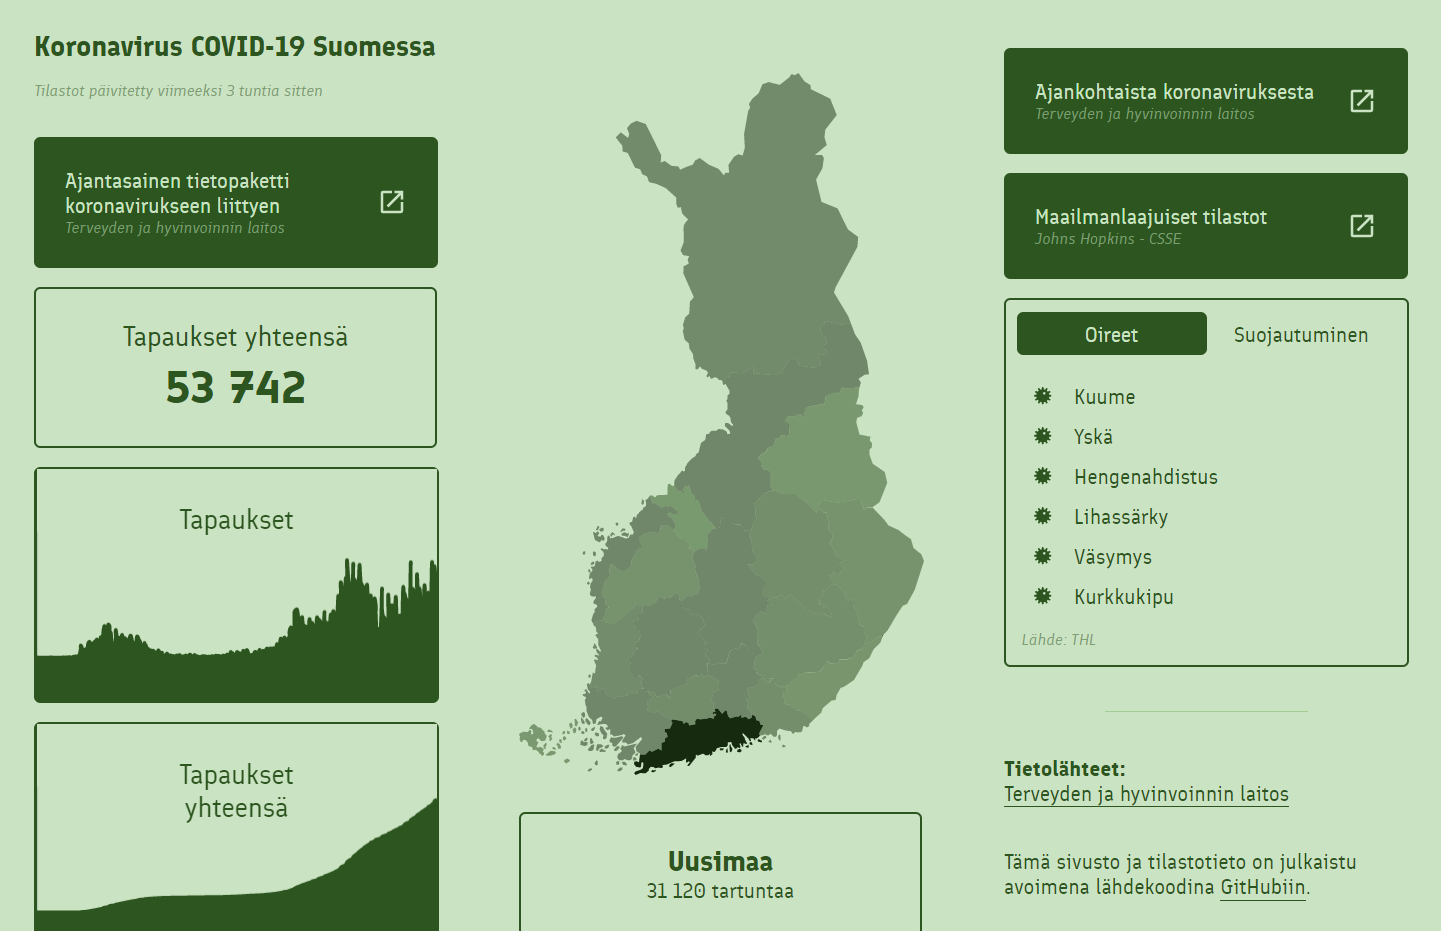 Koronavirus COVID-19 Suomessa
Tilastot päivitetty viimeeksi 3 tuntia sitten
Ajantasainen tietopaketti
koronavirukseen liittyen
Terveyden ja hyvinvoinnin laitos
Tapaukset yhteensä
53 742
Tapaukset
Tapaukset
yhteensä
Uusimaa
31 120 tartuntaa
Ajankohtaista koronaviruksesta
Terveyden ja hyvinvoinnin laitos
Maailmanlaajuiset tilastot
Johns Hopkins - CSSE
Oireet
Suojautuminen
Kuume
Yskä
Hengenahdistus
Lihassärky
Väsymys
Kurkkukipu
Lähde: THL
Tietolähteet:
Terveyden ja hyvinvoinnin laitos
Tämä sivusto ja tilastotieto on julkaistu
avoimena lähdekoodina GitHubiin.